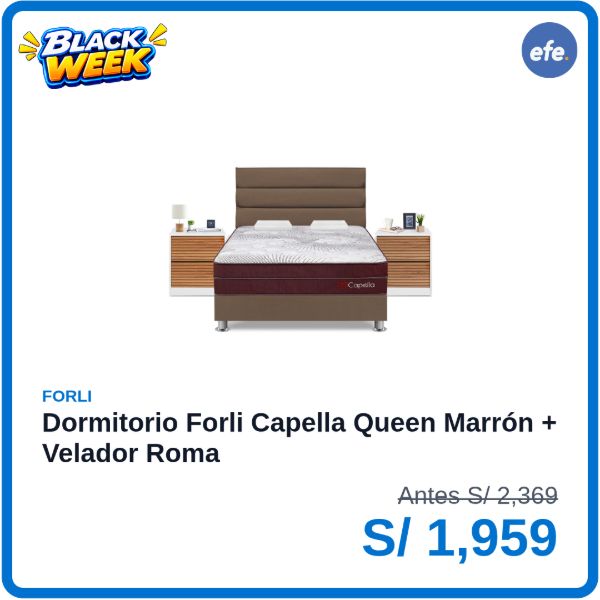 BLACK
WEEK
efe.
Capella
FORLI
Dormitorio Forli Capella Queen Marrón +
Velador Roma
Antes S/ 2,369
S/ 1,959